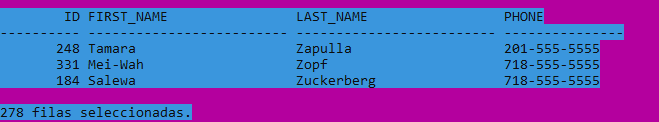 ID FIRST_NAME LAST_NAME PHONE
---------- ------------------------- ------------------------- ---------------
248 Tamara Zapulla 201-555-5555
331 Mei-Wah Zopf 718-555-5555
184 Salewa Zuckerberg 718-555-5555
278 filas seleccionadas.